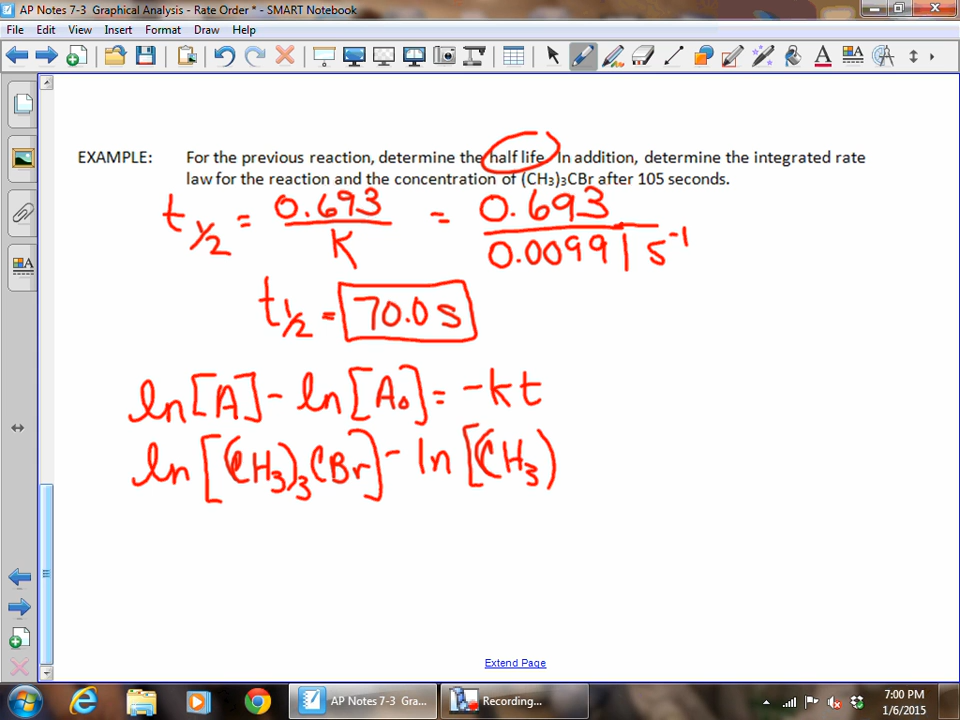 AP Notes 7-3 Graphical Analysis - Rate Order * - SMART Notebook
File Edit View Insert Format Draw Help
EXAMPLE: For the previous reaction, determine the half life. In addition, determine the integrated rate
law for the reaction and the concentration of (CH₃)₃CBr after 105 seconds.
t 1/2 = 0.693/K = 0.693/0.00991 s⁻¹
t 1/2 = 70.0 s
ln[A] - ln[A₀] = -kt
ln[(CH₃)₃CBr] - ln[(CH₃)
Extend Page
AP Notes 7-3 Gra...
Recording...
7:00 PM
1/6/2015